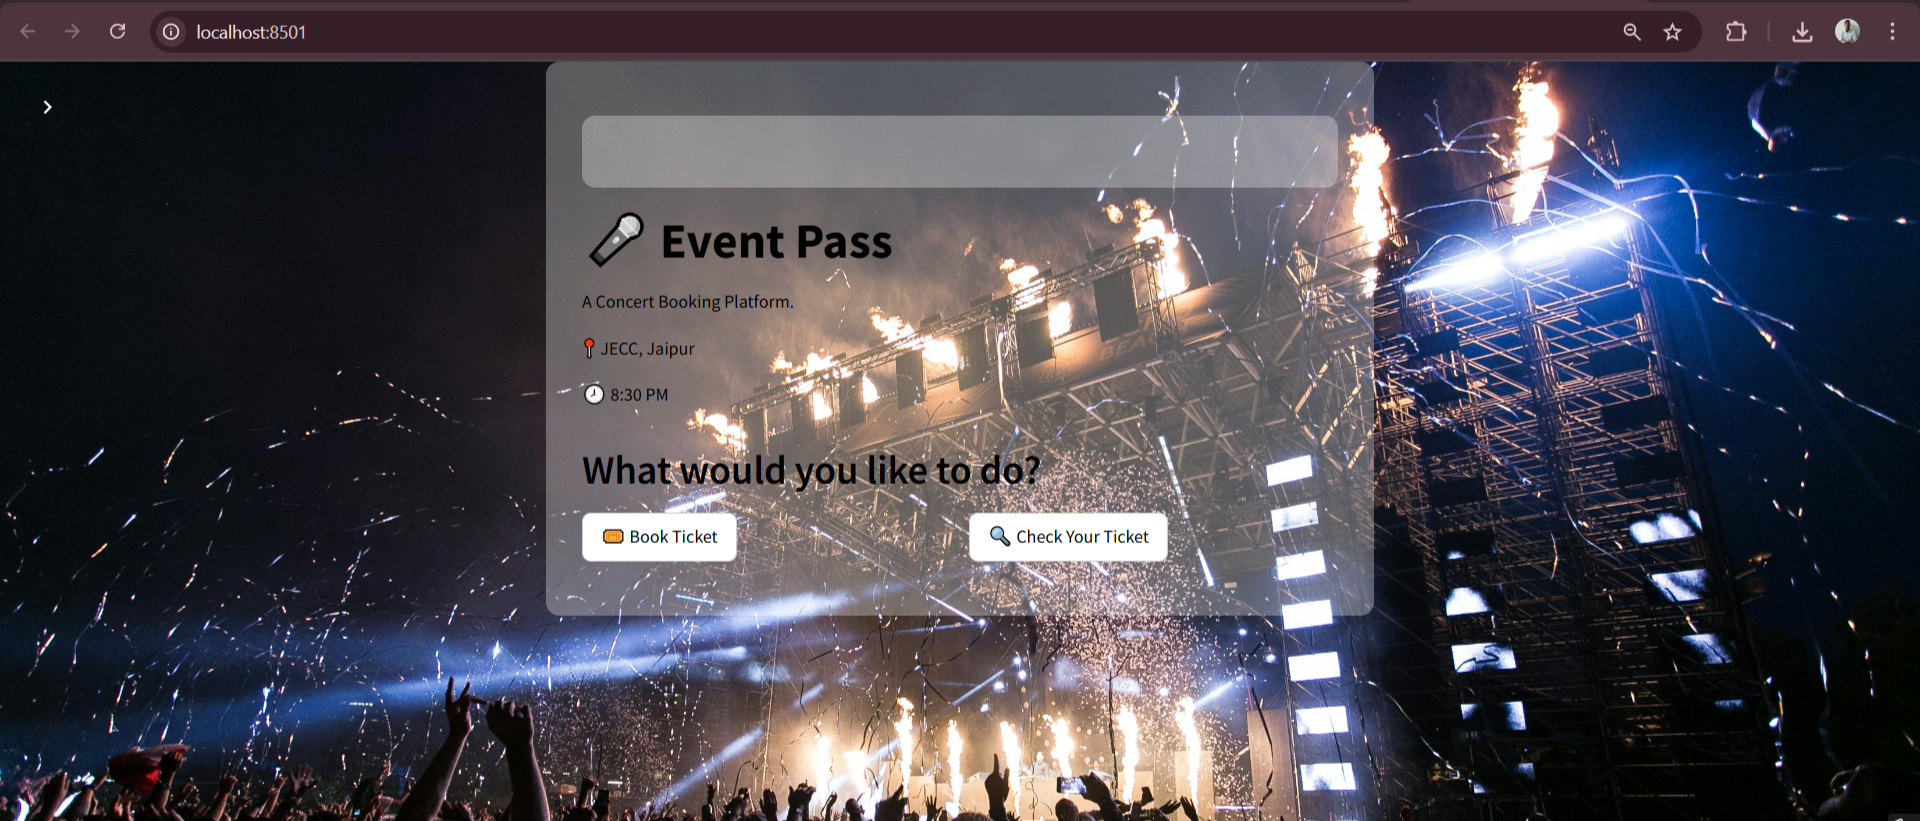 localhost:8501
Event Pass
A Concert Booking Platform.
JECC, Jaipur
8:30 PM
What would you like to do?
Book Ticket
Check Your Ticket